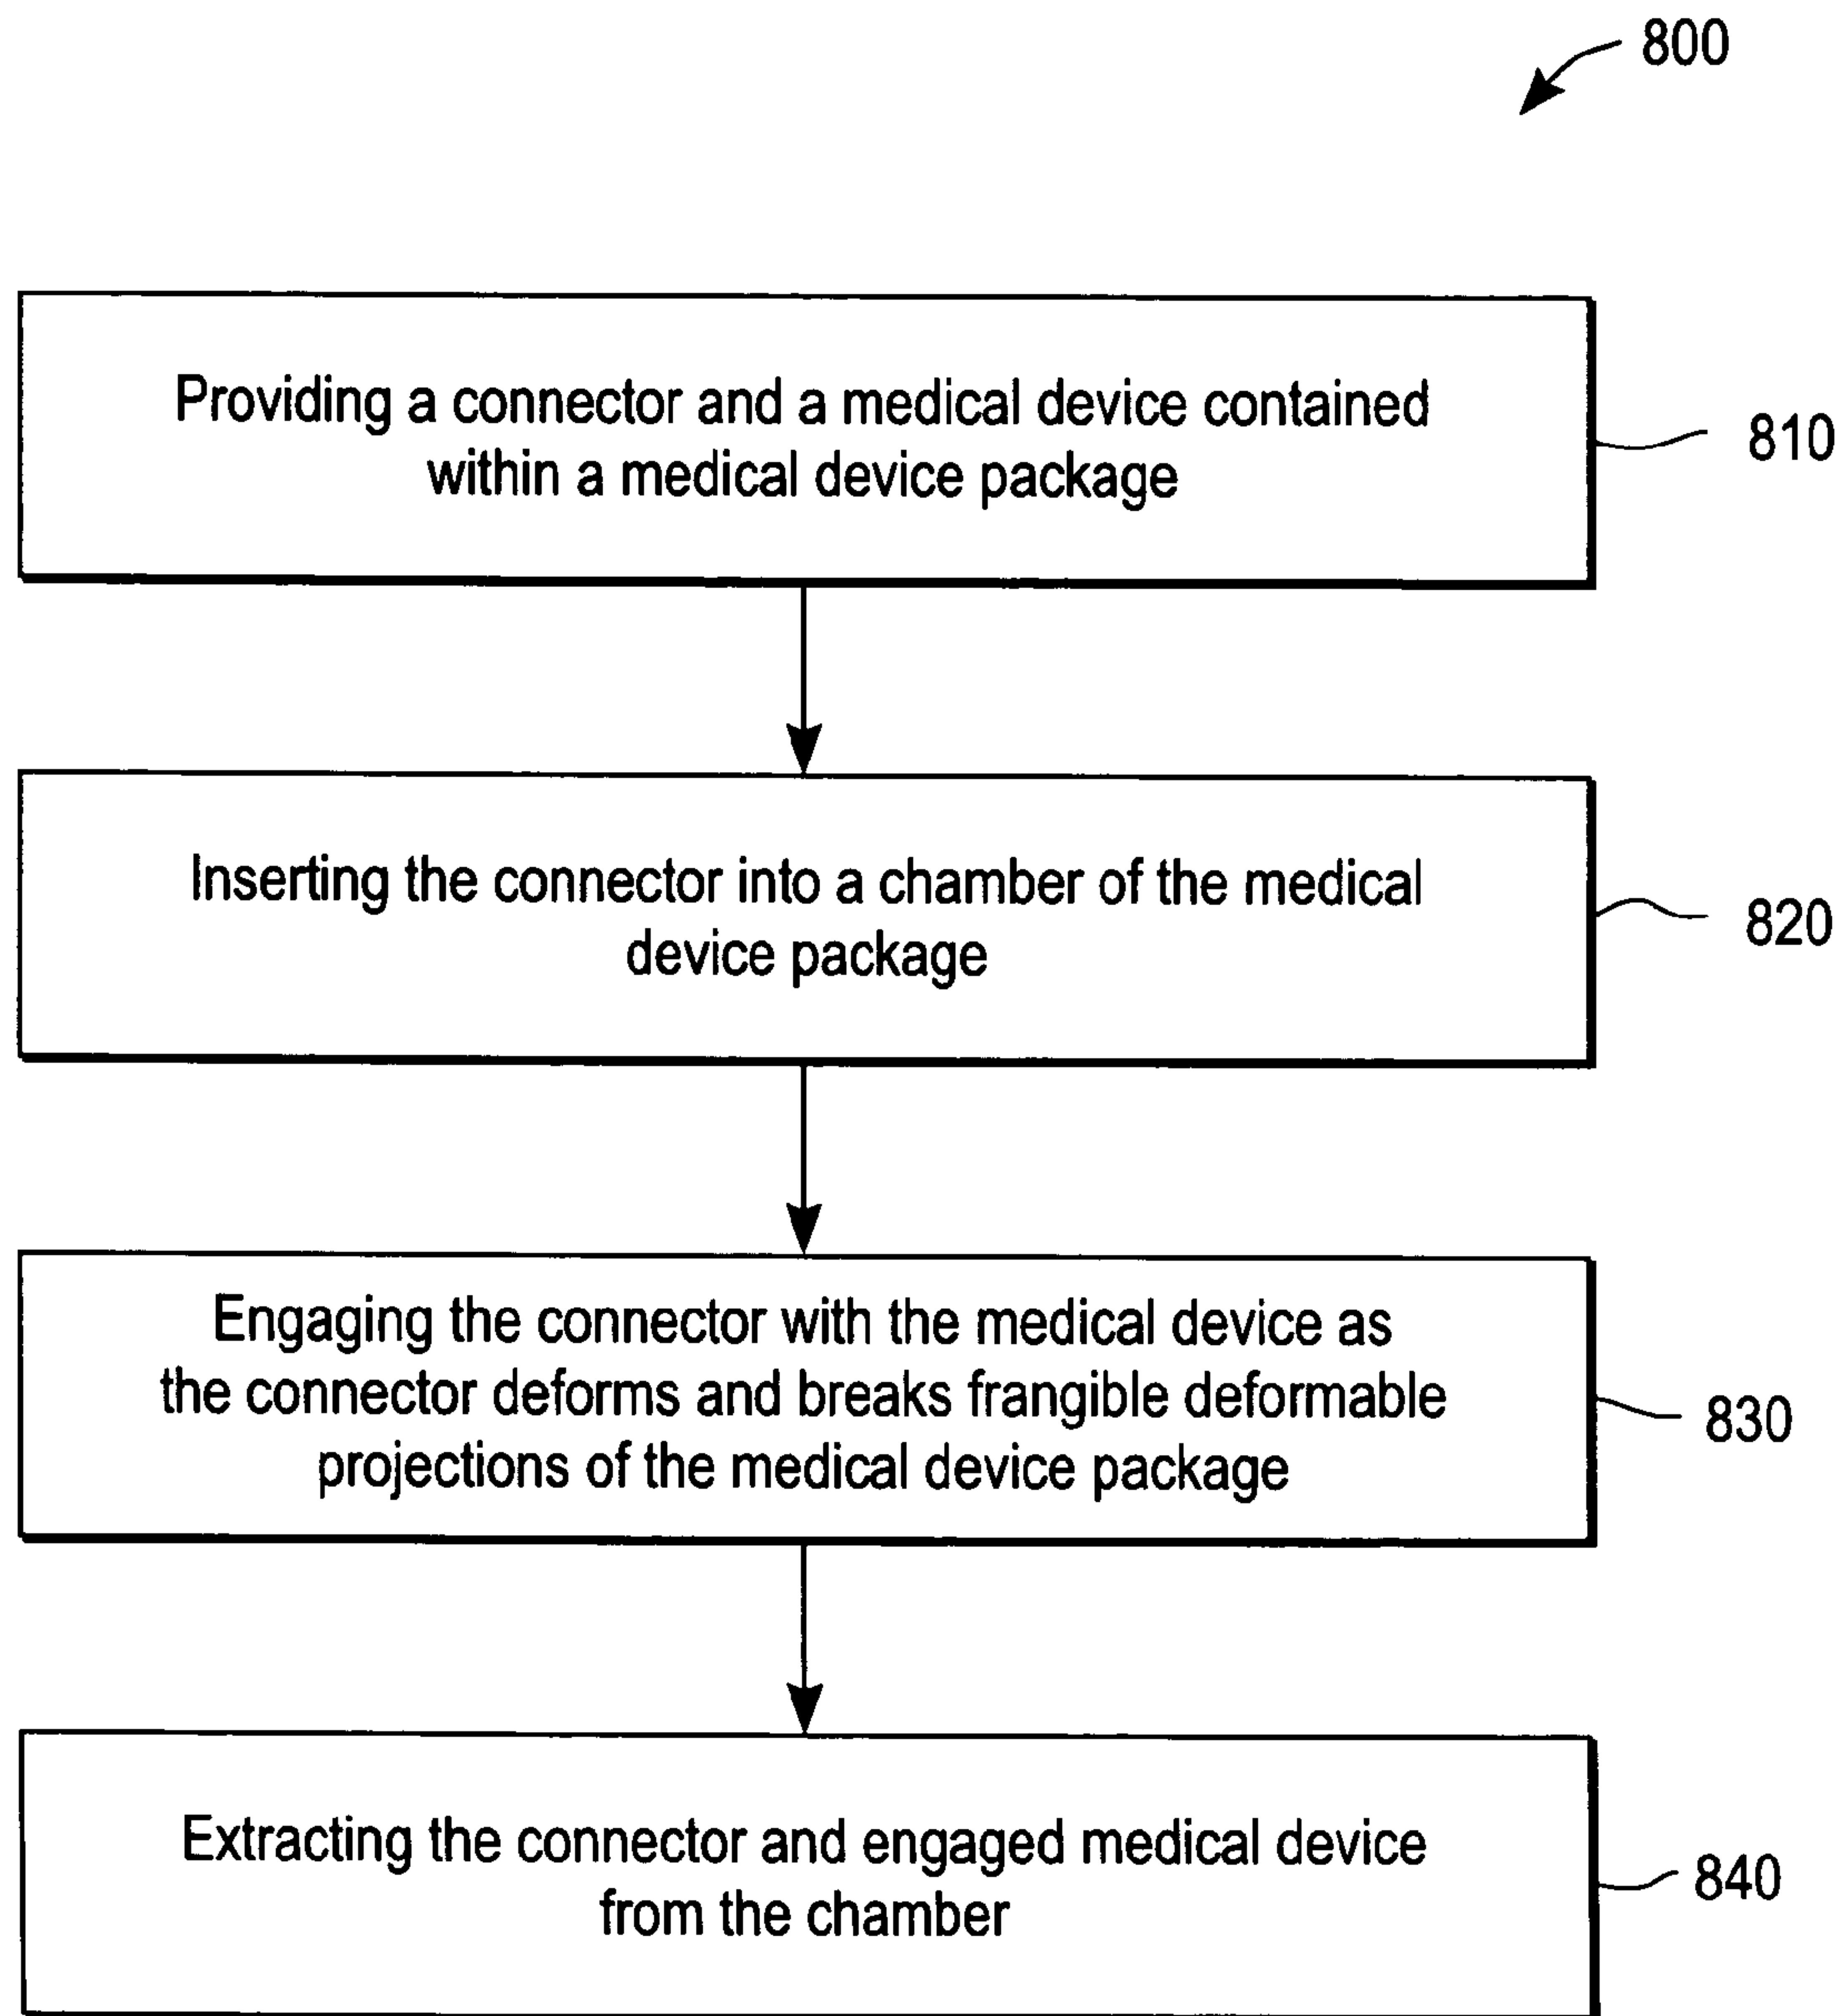 800
Providing a connector and a medical device contained
within a medical device package
810
Inserting the connector into a chamber of the medical
device package
820
Engaging the connector with the medical device as
the connector deforms and breaks frangible deformable
projections of the medical device package
830
Extracting the connector and engaged medical device
from the chamber
840